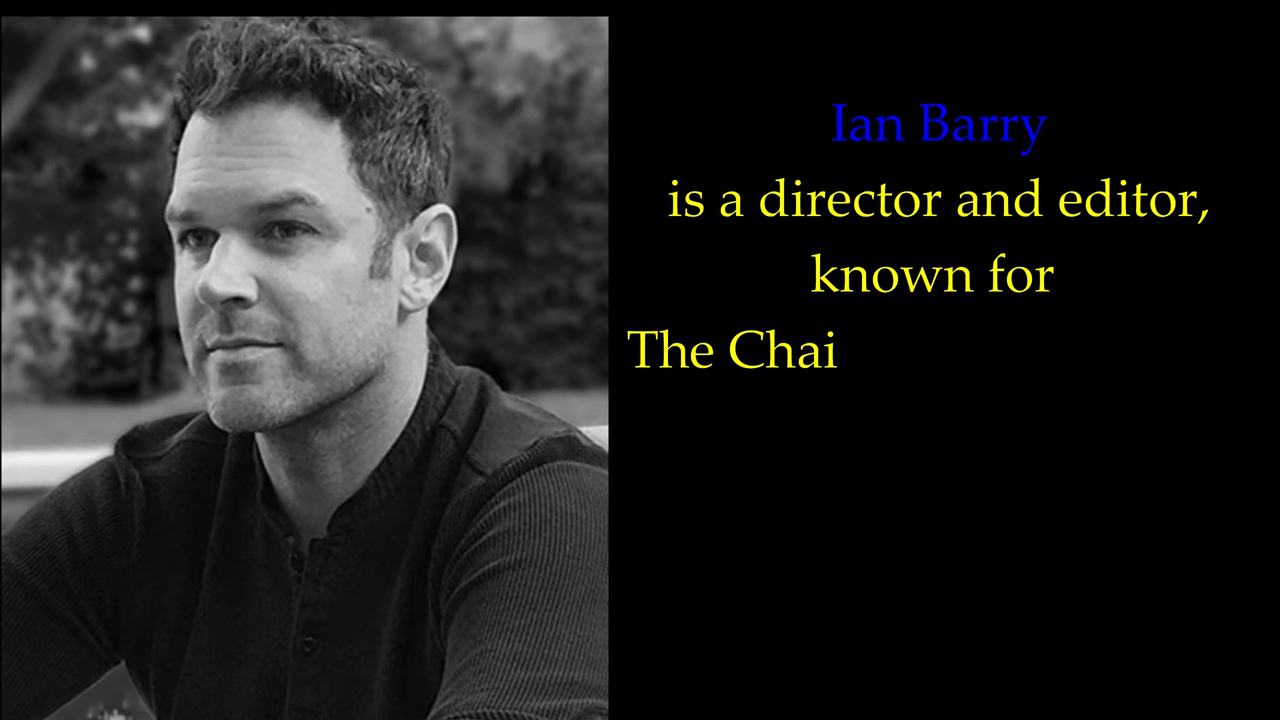 Ian Barry
is a director and editor,
known for
The Chai